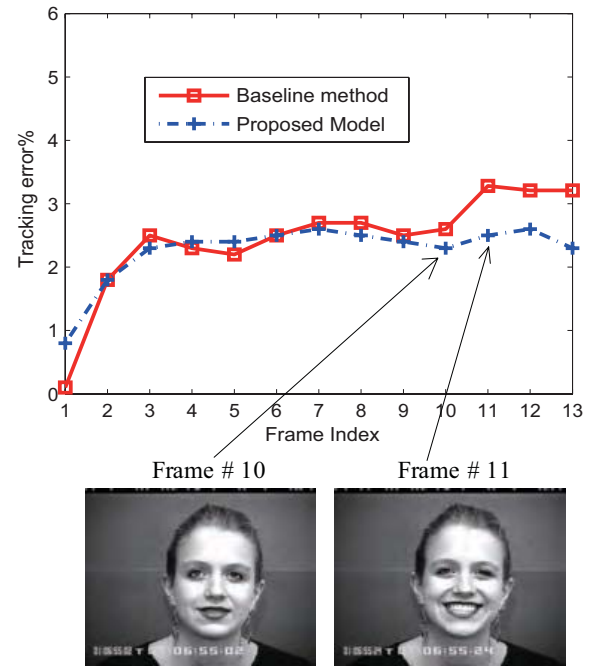 6
5
4
3
2
1
0
Tracking error%
Baseline method
Proposed Model
1 2 3 4 5 6 7 8 9 10 11 12 13
Frame Index
Frame # 10 Frame # 11
06:55:02
06:55:24